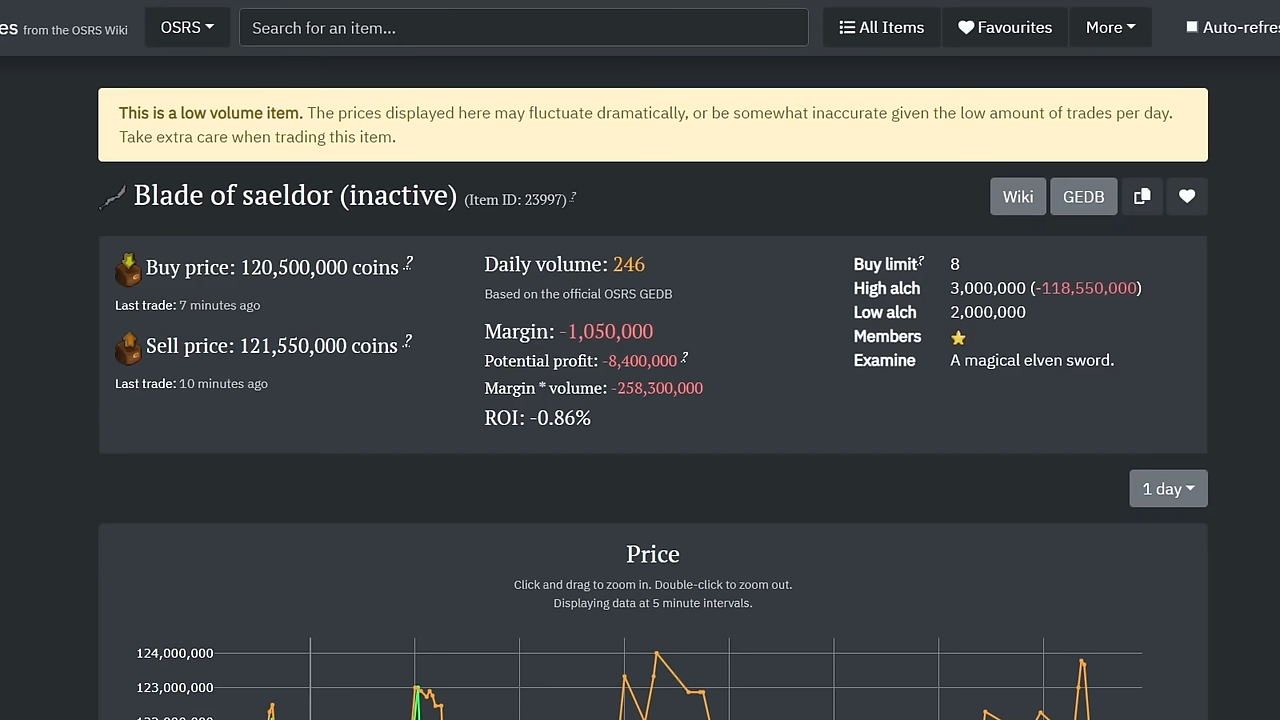 es from the OSRS Wiki OSRS Search for an item... All Items Favourites More Auto-refres
This is a low volume item. The prices displayed here may fluctuate dramatically, or be somewhat inaccurate given the low amount of trades per day.
Take extra care when trading this item.
Blade of saeldor (inactive) (Item ID: 23997) ? Wiki GEDB
Buy price: 120,500,000 coins ?
Last trade: 7 minutes ago
Sell price: 121,550,000 coins ?
Last trade: 10 minutes ago
Daily volume: 246
Based on the official OSRS GEDB
Margin: -1,050,000
Potential profit: -8,400,000 ?
Margin * volume: -258,300,000
ROI: -0.86%
Buy limit? 8
High alch 3,000,000 (-118,550,000)
Low alch 2,000,000
Members
Examine A magical elven sword.
1 day
Price
Click and drag to zoom in. Double-click to zoom out.
Displaying data at 5 minute intervals.
124,000,000
123,000,000